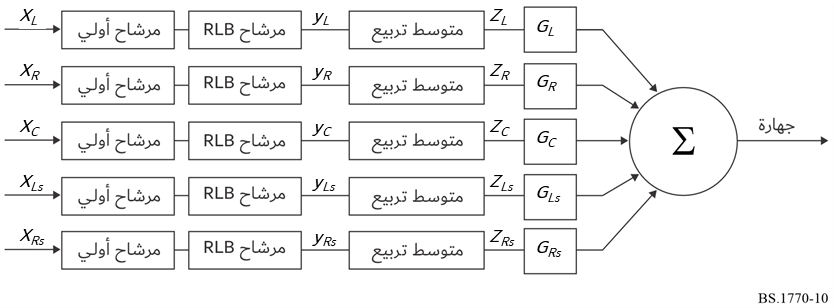 X_L مرشاح أولي مرشاح RLB y_L متوسط تربيع Z_L G_L
X_R مرشاح أولي مرشاح RLB y_R متوسط تربيع Z_R G_R
X_C مرشاح أولي مرشاح RLB y_C متوسط تربيع Z_C G_C
X_Ls مرشاح أولي مرشاح RLB y_Ls متوسط تربيع Z_Ls G_Ls
X_Rs مرشاح أولي مرشاح RLB y_Rs متوسط تربيع Z_Rs G_Rs
Σ
جهارة
BS.1770-10